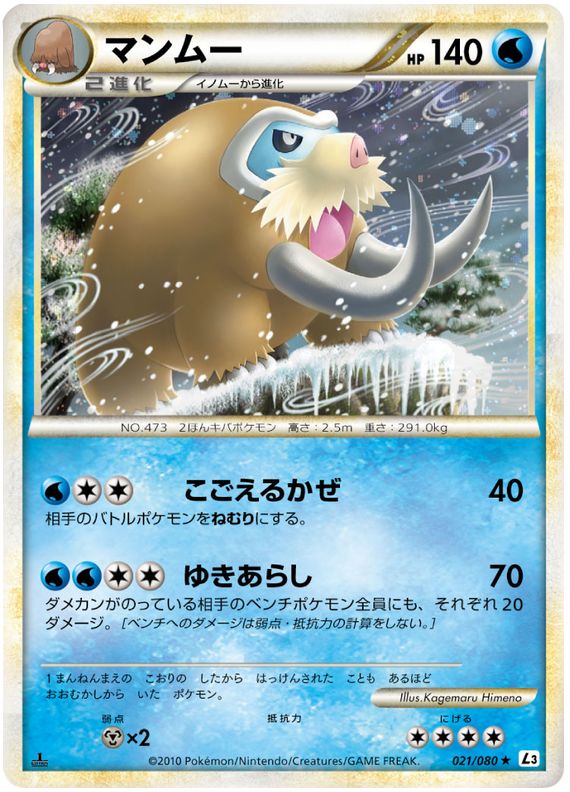 マンムー HP 140
2進化 イノムーから進化
NO.473 2ほんキバポケモン 高さ：2.5m 重さ：291.0kg
こごえるかぜ 40
相手のバトルポケモンをねむりにする。
ゆきあらし 70
ダメカンがのっている相手のベンチポケモン全員にも、それぞれ20
ダメージ。［ベンチへのダメージは弱点・抵抗力の計算をしない。］
1まんねんまえの こおりの したから はっけんされた ことも あるほど
おおむかしから いた ポケモン。
Illus.Kagemaru Himeno
弱点 抵抗力 にげる
×2
©2010 Pokémon/Nintendo/Creatures/GAME FREAK. 021/080 ★ L3